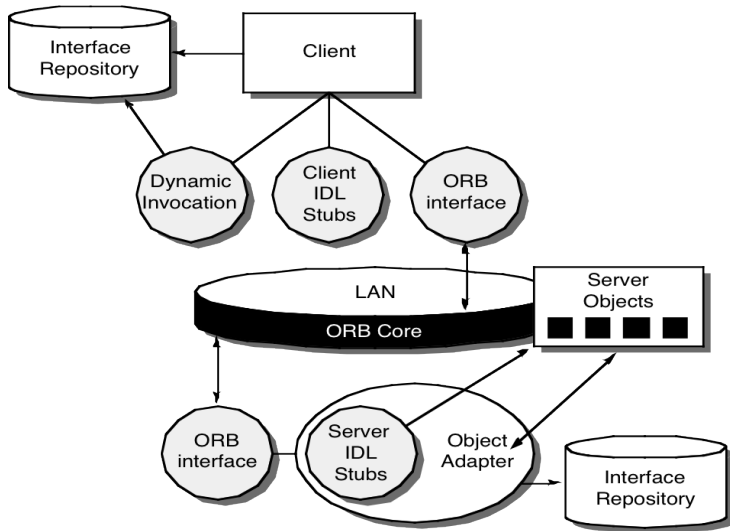 Interface
Repository
Client
Dynamic
Invocation
Client
IDL
Stubs
ORB
interface
LAN
ORB Core
Server
Objects
ORB
interface
Server
IDL
Stubs
Object
Adapter
Interface
Repository